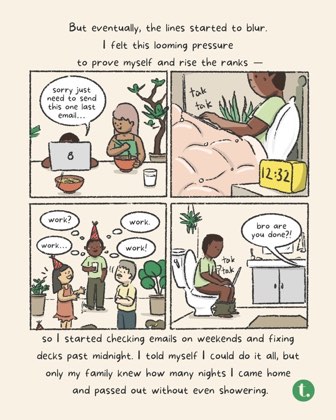 But eventually, the lines started to blur.
I felt this looming pressure
to prove myself and rise the ranks —
sorry just
need to send
this one last
email...
tak
tak
12:32
work?
work.
work...
work!
tak
tak
bro are
you done?!
so I started checking emails on weekends and fixing
decks past midnight. I told myself I could do it all, but
only my family knew how many nights I came home
and passed out without even showering.
t.